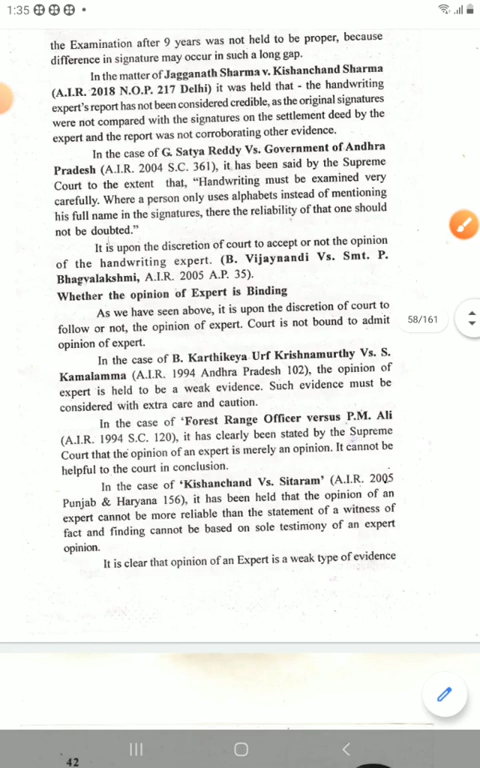 1:35
the Examination after 9 years was not held to be proper, because
difference in signature may occur in such a long gap.
In the matter of Jagganath Sharma v. Kishanchand Sharma
(A.I.R. 2018 N.O.P. 217 Delhi) it was held that - the handwriting
expert's report has not been considered credible, as the original signatures
were not compared with the signatures on the settlement deed by the
expert and the report was not corroborating other evidence.
In the case of G. Satya Reddy Vs. Government of Andhra
Pradesh (A.I.R. 2004 S.C. 361), it has been said by the Supreme
Court to the extent that, "Handwriting must be examined very
carefully. Where a person only uses alphabets instead of mentioning
his full name in the signatures, there the reliability of that one should
not be doubted."
It is upon the discretion of court to accept or not the opinion
of the handwriting expert. (B. Vijaynandi Vs. Smt. P.
Bhagvalakshmi, A.I.R. 2005 A.P. 35).
Whether the opinion of Expert is Binding
As we have seen above, it is upon the discretion of court to
follow or not, the opinion of expert. Court is not bound to admit
opinion of expert.
58/161
In the case of B. Karthikeya Urf Krishnamurthy Vs. S.
Kamalamma (A.I.R. 1994 Andhra Pradesh 102), the opinion of
expert is held to be a weak evidence. Such evidence must be
considered with extra care and caution.
In the case of 'Forest Range Officer versus P.M. Ali
(A.I.R. 1994 S.C. 120), it has clearly been stated by the Supreme
Court that the opinion of an expert is merely an opinion. It cannot be
helpful to the court in conclusion.
In the case of 'Kishanchand Vs. Sitaram' (A.I.R. 2005
Punjab & Haryana 156), it has been held that the opinion of an
expert cannot be more reliable than the statement of a witness of
fact and finding cannot be based on sole testimony of an expert
opinion.
It is clear that opinion of an Expert is a weak type of evidence
42